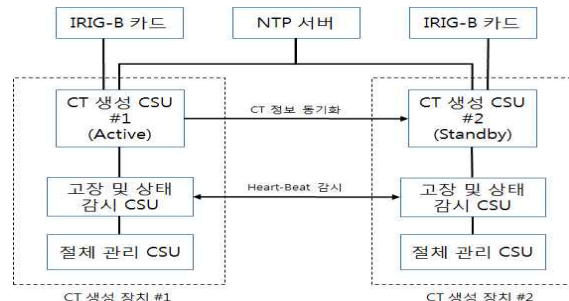 IRIG-B 카드
NTP 서버
IRIG-B 카드
CT 생성 CSU
#1
(Active)
CT 정보 동기화
CT 생성 CSU
#2
(Standby)
고장 및 상태
감시 CSU
Heart-Beat 감시
고장 및 상태
감시 CSU
절체 관리 CSU
절체 관리 CSU
CT 생성 장치 #1
CT 생성 장치 #2